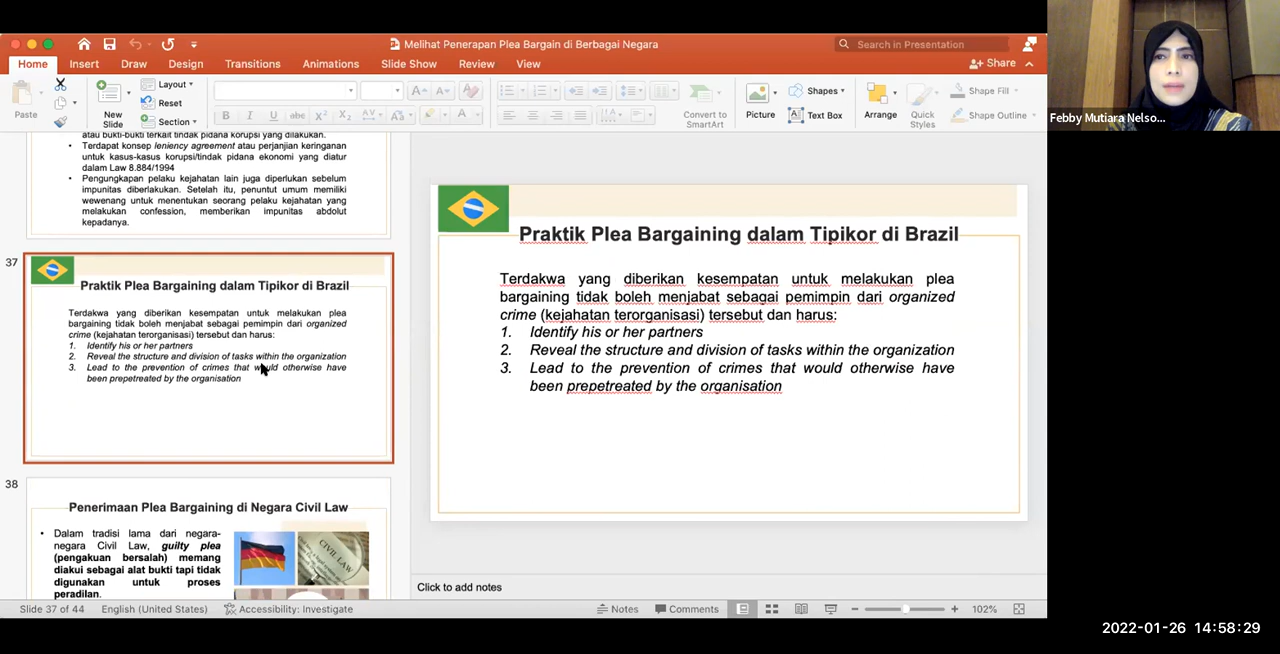 Melihat Penerapan Plea Bargain di Berbagai Negara
Search in Presentation
Home Insert Draw Design Transitions Animations Slide Show Review View
Share
Paste
New
Slide
Layout
Reset
Section
B I U abc X² X₂
Convert to
SmartArt
Picture
Shapes
Text Box
Arrange
Quick
Styles
Shape Fill
Shape Outline
Febby Mutiara Nelso...
atau bukti-bukti terkait tindak pidana korupsi yang dilakukan.
• Terdapat konsep leniency agreement atau perjanjian keringanan
untuk kasus-kasus korupsi/tindak pidana ekonomi yang diatur
dalam Law 8.884/1994
• Pengungkapan pelaku kejahatan lain juga diperlukan sebelum
impunitas diberlakukan. Setelah itu, penuntut umum memiliki
wewenang untuk menentukan seorang pelaku kejahatan yang
melakukan confession, memberikan impunitas abdolut
kepadanya.
37
Praktik Plea Bargaining dalam Tipikor di Brazil
Terdakwa yang diberikan kesempatan untuk melakukan plea
bargaining tidak boleh menjabat sebagai pemimpin dari organized
crime (kejahatan terorganisasi) tersebut dan harus:
1. Identify his or her partners
2. Reveal the structure and division of tasks within the organization
3. Lead to the prevention of crimes that would otherwise have
been prepetreated by the organisation
38
Penerimaan Plea Bargaining di Negara Civil Law
• Dalam tradisi lama dari negara-
negara Civil Law, guilty plea
(pengakuan bersalah) memang
diakui sebagai alat bukti tapi tidak
digunakan untuk proses
peradilan.
CIVIL LAW
Praktik Plea Bargaining dalam Tipikor di Brazil
Terdakwa yang diberikan kesempatan untuk melakukan plea
bargaining tidak boleh menjabat sebagai pemimpin dari organized
crime (kejahatan terorganisasi) tersebut dan harus:
1. Identify his or her partners
2. Reveal the structure and division of tasks within the organization
3. Lead to the prevention of crimes that would otherwise have
been prepetreated by the organisation
Click to add notes
Slide 37 of 44 English (United States) Accessibility: Investigate Notes Comments 102%
2022-01-26 14:58:29